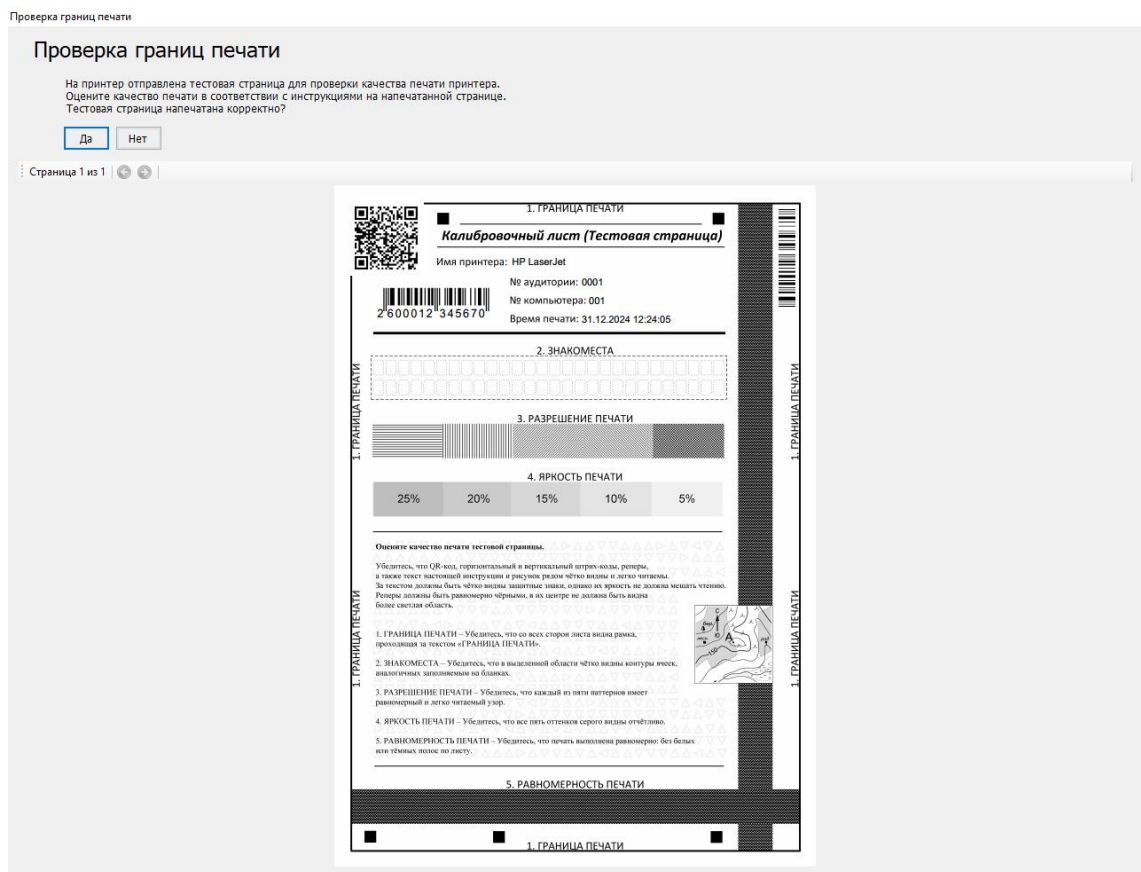 Проверка границ печати
Проверка границ печати
На принтер отправлена тестовая страница для проверки качества печати принтера.
Оцените качество печати в соответствии с инструкциями на напечатанной странице.
Тестовая страница напечатана корректно?
Да Нет
Страница 1 из 1
1. ГРАНИЦА ПЕЧАТИ
Калибровочный лист (Тестовая страница)
Имя принтера: HP LaserJet
№ аудитории: 0001
№ компьютера: 001
Время печати: 31.12.2024 12:24:05
2 600012 345670
2. ЗНАКОМЕСТА
1. ГРАНИЦА ПЕЧАТИ
1. ГРАНИЦА ПЕЧАТИ
3. РАЗРЕШЕНИЕ ПЕЧАТИ
4. ЯРКОСТЬ ПЕЧАТИ
25% 20% 15% 10% 5%
Оцените качество печати тестовой страницы.
Убедитесь, что QR-код, горизонтальный и вертикальный штрих-коды, реперы,
а также текст настоящей инструкции и рисунок рядом чётко видны и легко читаемы.
За текстом должны быть чётко видны защитные знаки, однако их яркость не должна мешать чтению.
Реперы должны быть равномерно чёрными, в их центре не должна быть видна
более светлая область.
1. ГРАНИЦА ПЕЧАТИ
1. ГРАНИЦА ПЕЧАТИ
1. ГРАНИЦА ПЕЧАТИ – Убедитесь, что со всех сторон листа видна рамка,
проходящая за текстом «ГРАНИЦА ПЕЧАТИ».
2. ЗНАКОМЕСТА – Убедитесь, что в выделенной области чётко видны контуры ячеек,
аналогичных заполняемым на бланках.
3. РАЗРЕШЕНИЕ ПЕЧАТИ – Убедитесь, что каждый из пяти паттернов имеет
равномерный и легко читаемый узор.
4. ЯРКОСТЬ ПЕЧАТИ – Убедитесь, что все пять оттенков серого видны отчётливо.
5. РАВНОМЕРНОСТЬ ПЕЧАТИ – Убедитесь, что печать выполнена равномерно: без белых
или тёмных полос по листу.
С
А
Ю
150
5. РАВНОМЕРНОСТЬ ПЕЧАТИ
1. ГРАНИЦА ПЕЧАТИ